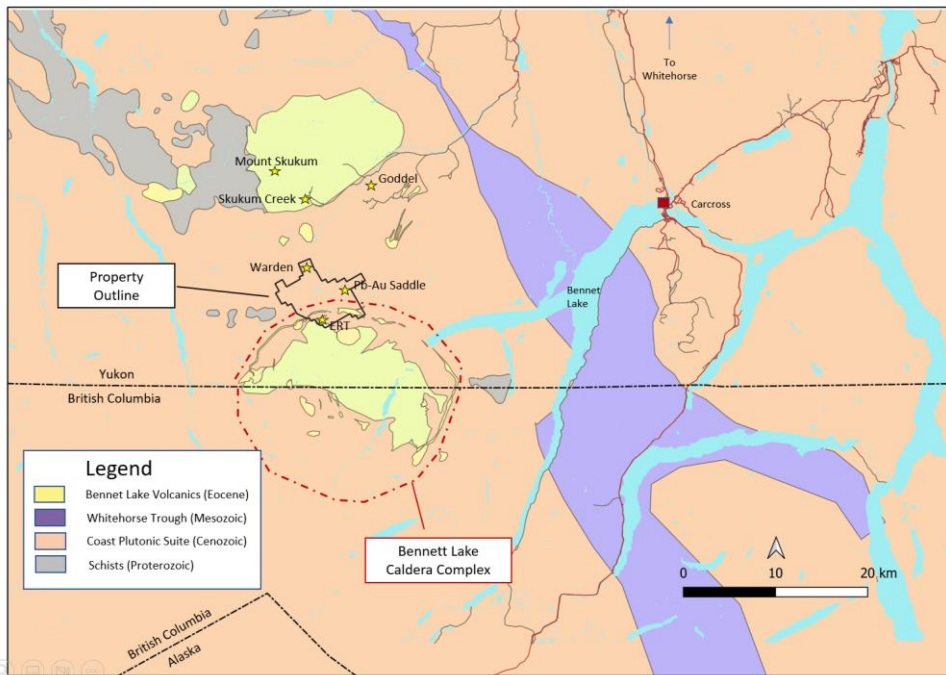 To
Whitehorse
Mount Skukum
Goddel
Skukum Creek
Carcross
Warden
Property
Outline
Pb-Au Saddle
Bennet
Lake
ERT
Yukon
British Columbia
Legend
Bennet Lake Volcanics (Eocene)
Whitehorse Trough (Mesozoic)
Coast Plutonic Suite (Cenozoic)
Schists (Proterozoic)
Bennett Lake
Caldera Complex
0 10 20 km
British Columbia
Alaska